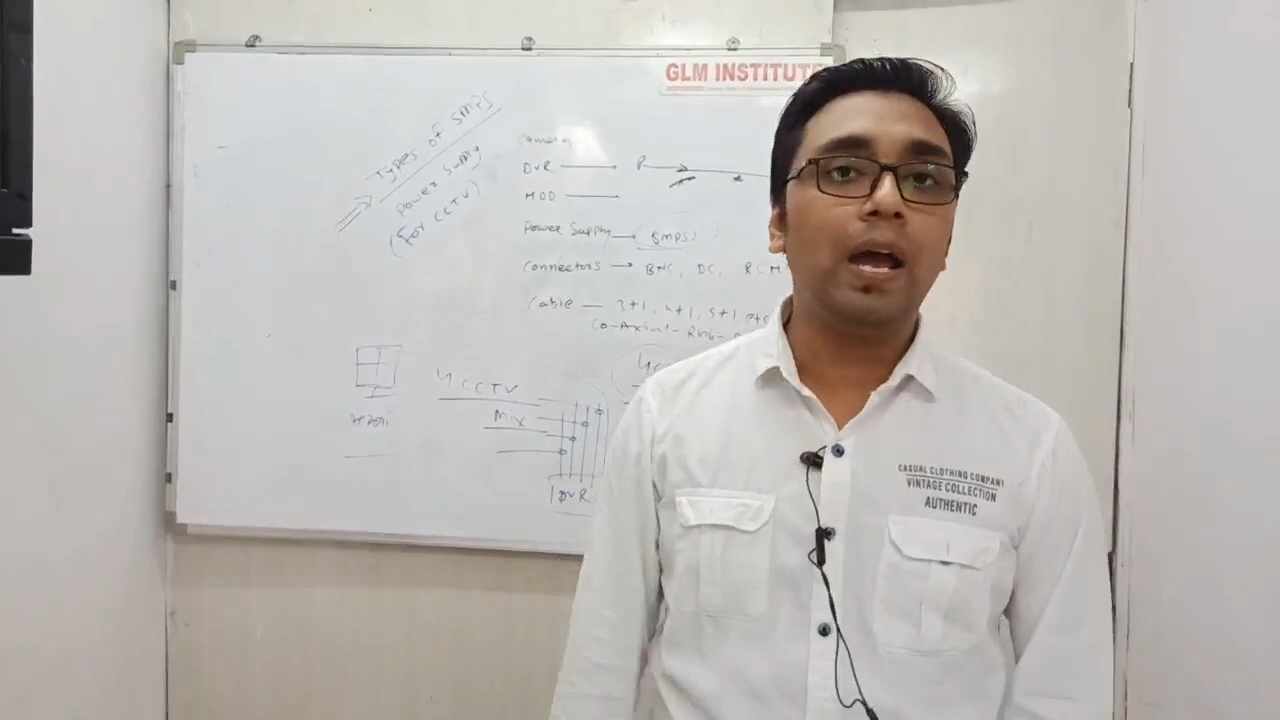 GLM INSTITUTE
Types of SMPS
Power Supply
(For CCTV)
Camera
DVR
HDD
Power Supply SMPS
Connectors → BNC, DC,
Cable — 3+1, 4+1, 5+1 etc
4 CCTV
MIX
DVR
CASUAL CLOTHING COMPANY
VINTAGE COLLECTION
AUTHENTIC